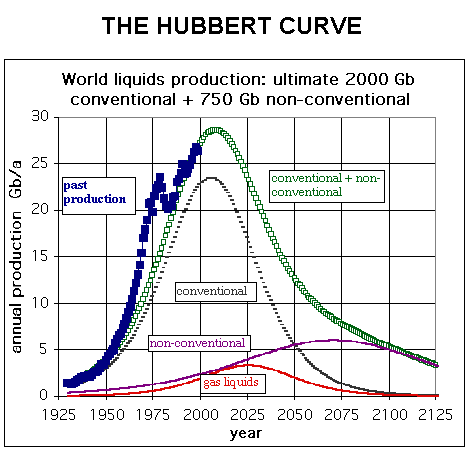 THE HUBBERT CURVE
World liquids production: ultimate 2000 Gb
conventional + 750 Gb non-conventional
annual production Gb/a
30
25
20
15
10
5
0
past
production
conventional + non-
conventional
conventional
non-conventional
gas liquids
1925 1950 1975 2000 2025 2050 2075 2100 2125
year